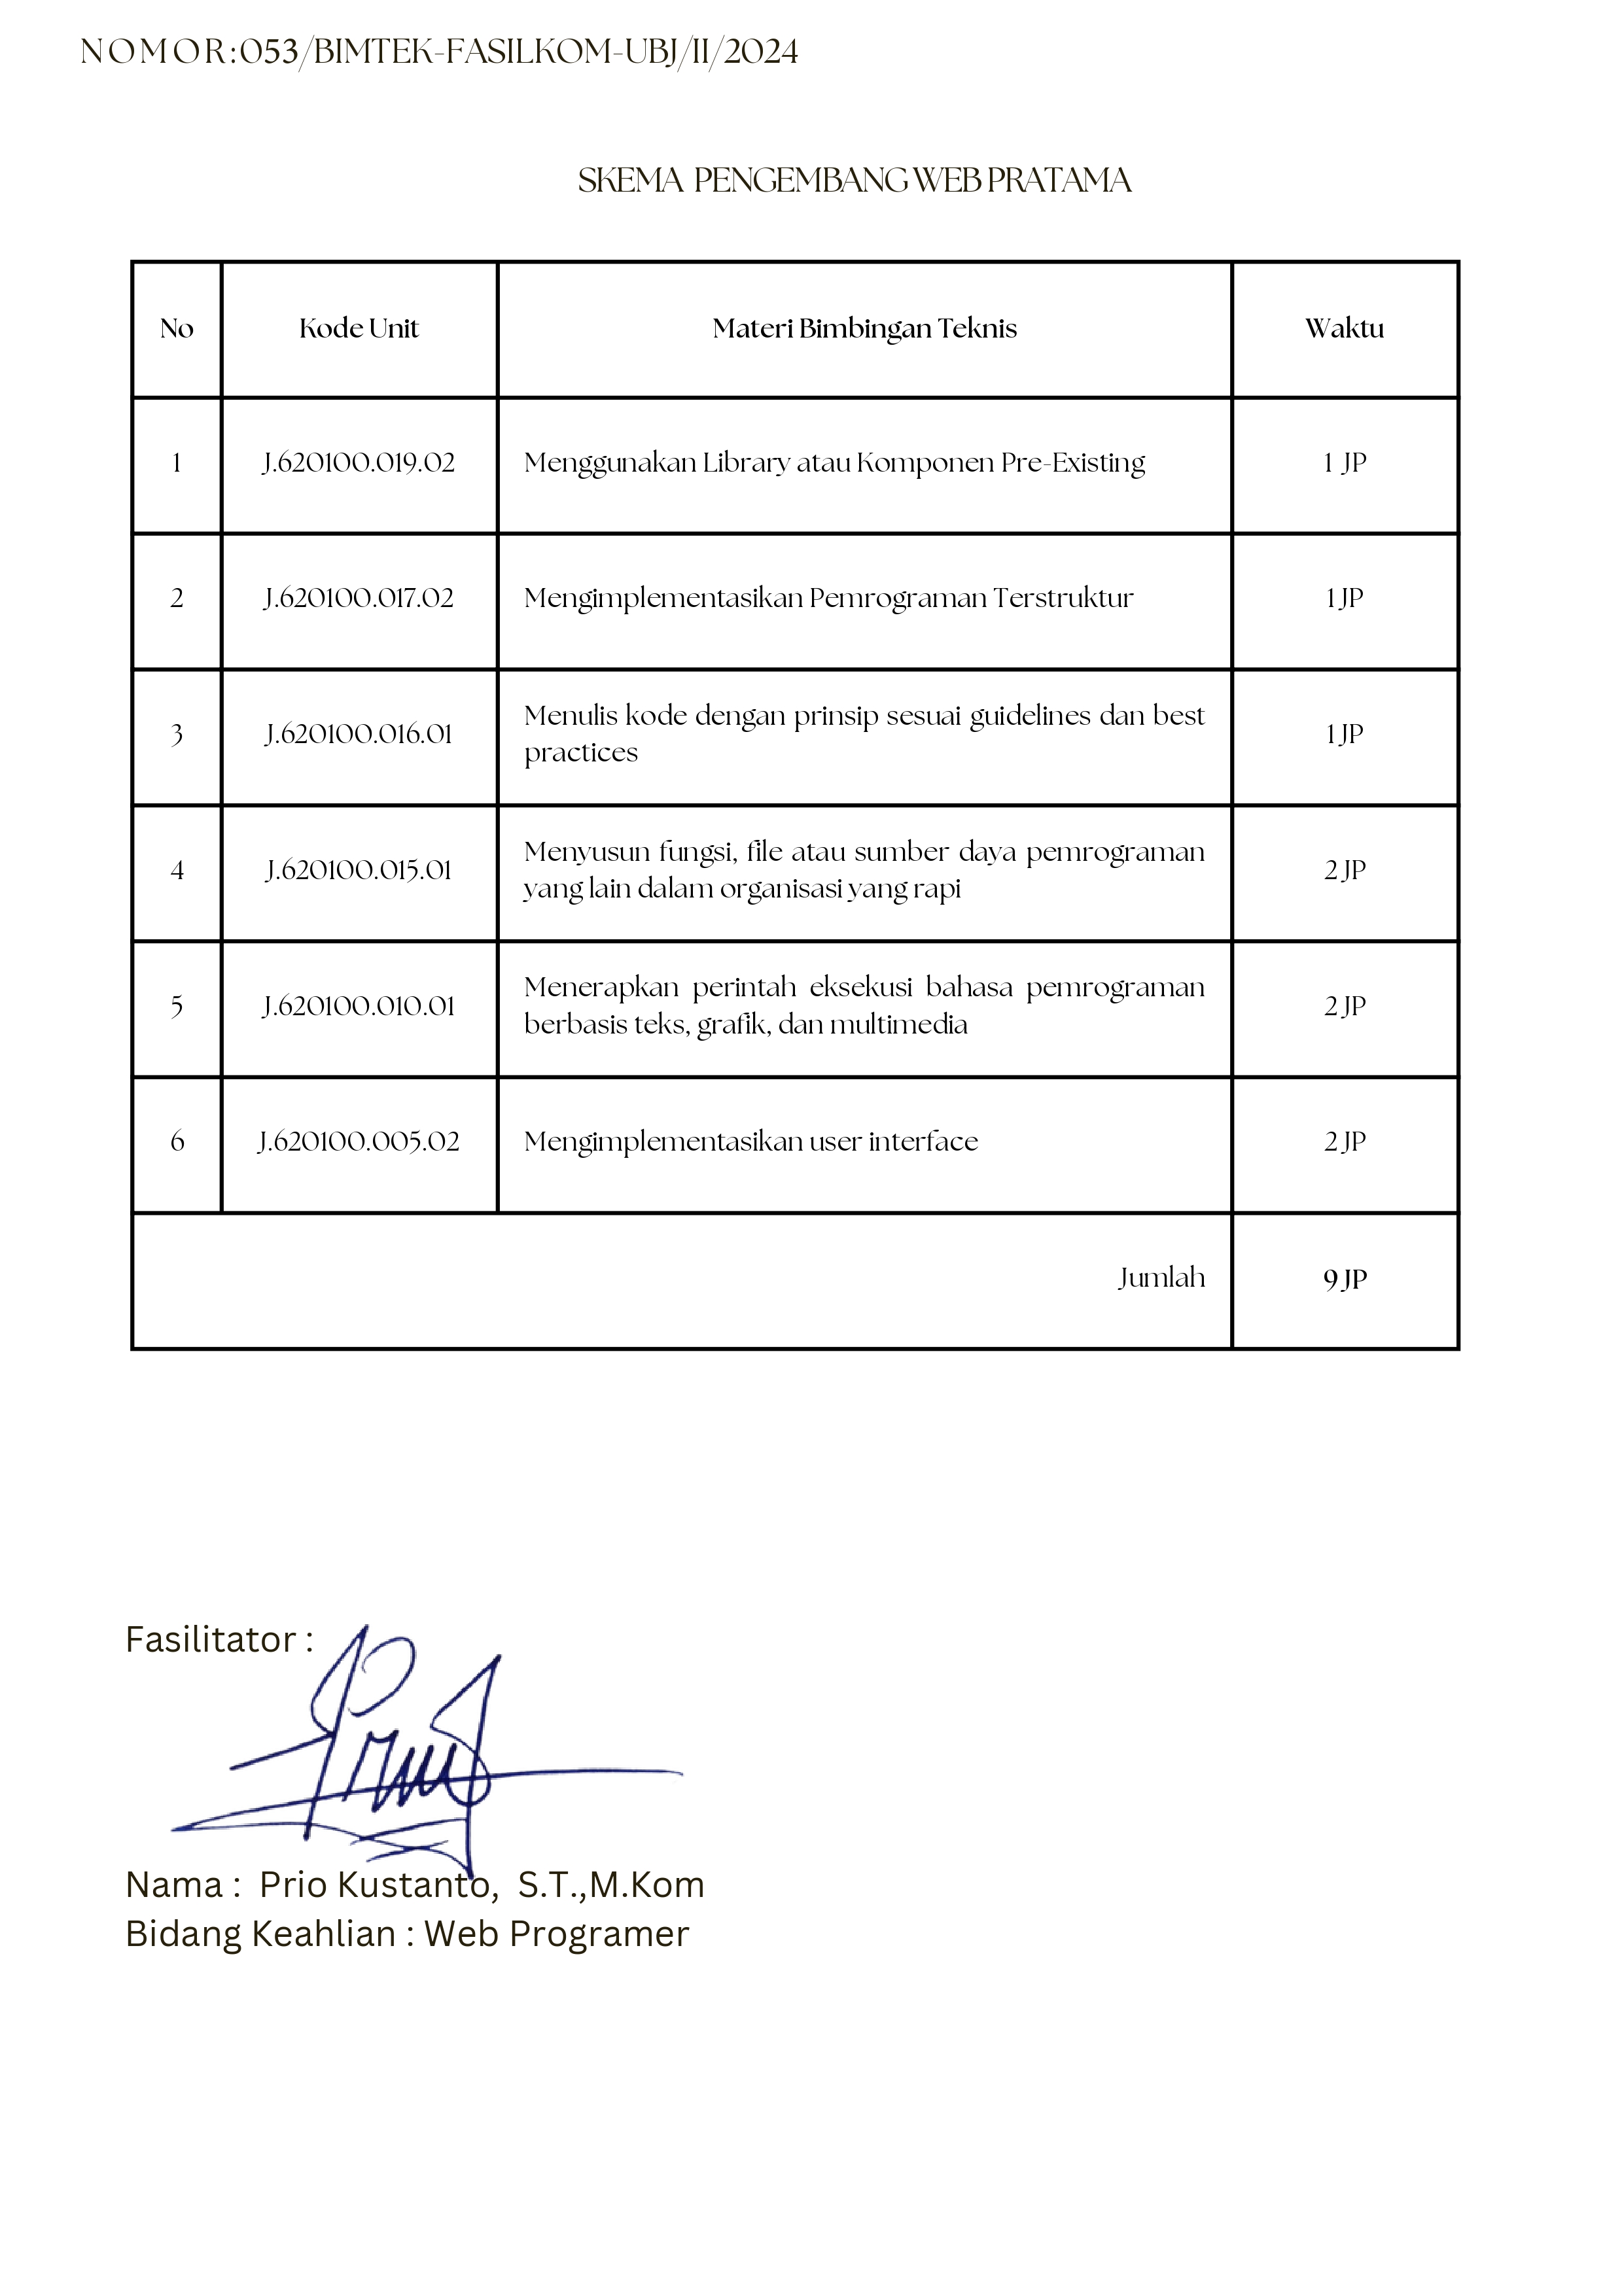 NOMOR:053/BIMTEK-FASILKOM-UBJ/II/2024
SKEMA PENGEMBANG WEB PRATAMA
No Kode Unit Materi Bimbingan Teknis Waktu
1 J.620100.019.02 Menggunakan Library atau Komponen Pre-Existing 1 JP
2 J.620100.017.02 Mengimplementasikan Pemrograman Terstruktur 1 JP
3 J.620100.016.01 Menulis kode dengan prinsip sesuai guidelines dan best
practices 1 JP
4 J.620100.015.01 Menyusun fungsi, file atau sumber daya pemrograman
yang lain dalam organisasi yang rapi 2 JP
5 J.620100.010.01 Menerapkan perintah eksekusi bahasa pemrograman
berbasis teks, grafik, dan multimedia 2 JP
6 J.620100.005.02 Mengimplementasikan user interface 2 JP
Jumlah 9 JP
Fasilitator :
Nama : Prio Kustanto, S.T.,M.Kom
Bidang Keahlian : Web Programer